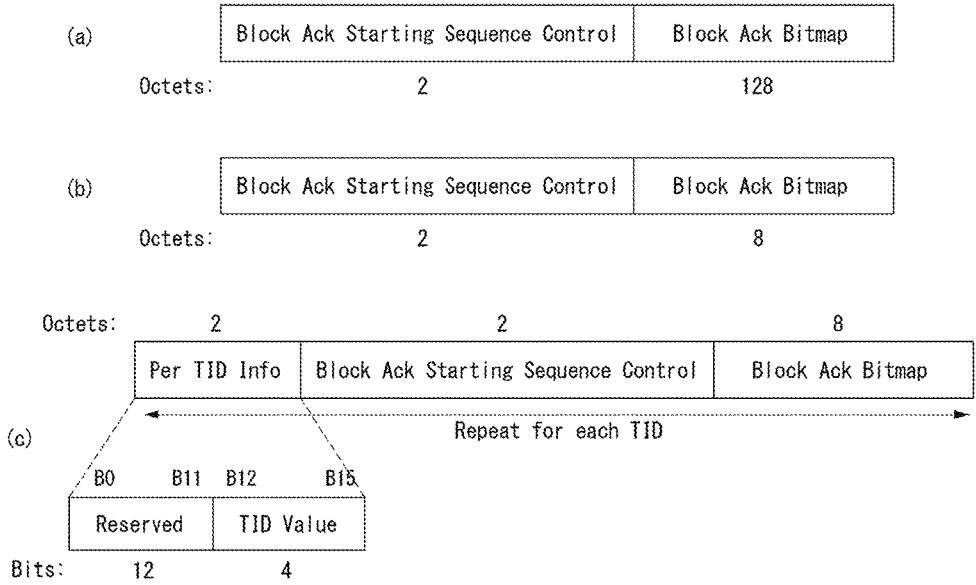 (a) Block Ack Starting Sequence Control Block Ack Bitmap
Octets: 2 128
(b) Block Ack Starting Sequence Control Block Ack Bitmap
Octets: 2 8
Octets: 2 2 8
Per TID Info Block Ack Starting Sequence Control Block Ack Bitmap
Repeat for each TID
(c)
B0 B11 B12 B15
Reserved TID Value
Bits: 12 4